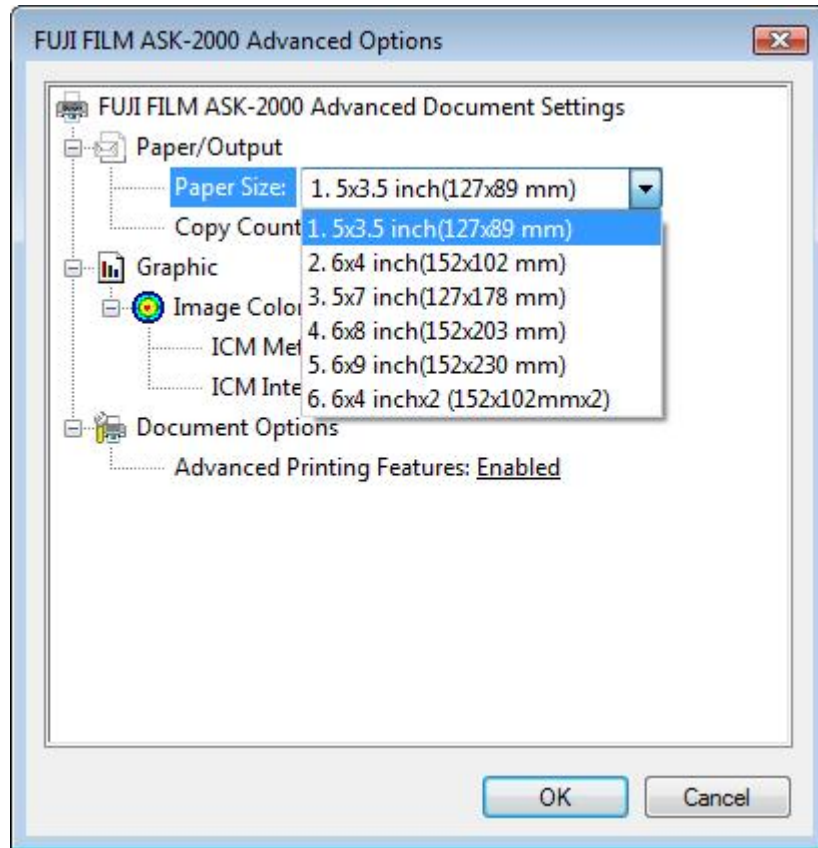 FUJI FILM ASK-2000 Advanced Options
FUJI FILM ASK-2000 Advanced Document Settings
Paper/Output
Paper Size: 1. 5x3.5 inch(127x89 mm)
Copy Count
1. 5x3.5 inch(127x89 mm)
2. 6x4 inch(152x102 mm)
3. 5x7 inch(127x178 mm)
4. 6x8 inch(152x203 mm)
5. 6x9 inch(152x230 mm)
6. 6x4 inchx2 (152x102mmx2)
Graphic
Image Colo
ICM Met
ICM Inte
Document Options
Advanced Printing Features: Enabled
OK
Cancel